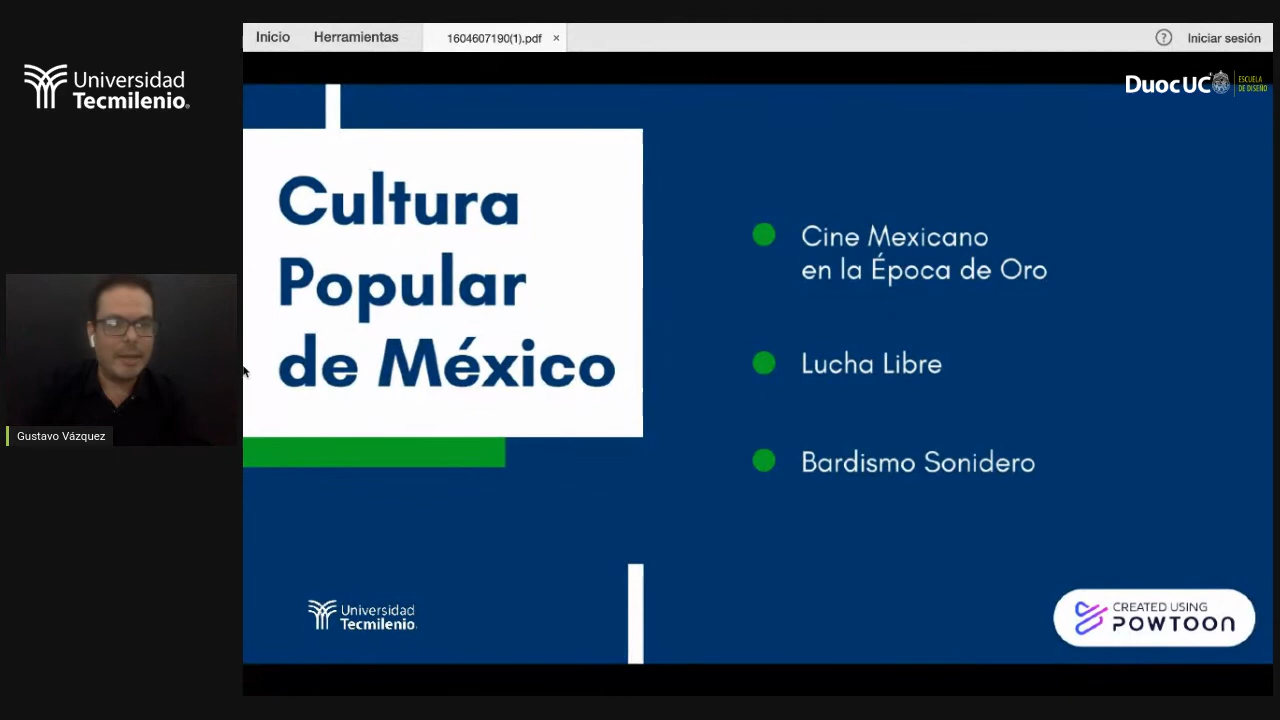 Inicio
Herramientas
1604607190(1).pdf
×
?
Iniciar sesión
Universidad
Tecmilenio
DuocUC
ESCUELA
DE DISEÑO
Cultura
Popular
de México
Cine Mexicano
en la Época de Oro
Lucha Libre
Bardismo Sonidero
Gustavo Vázquez
Universidad
Tecmilenio
CREATED USING
POWTOON